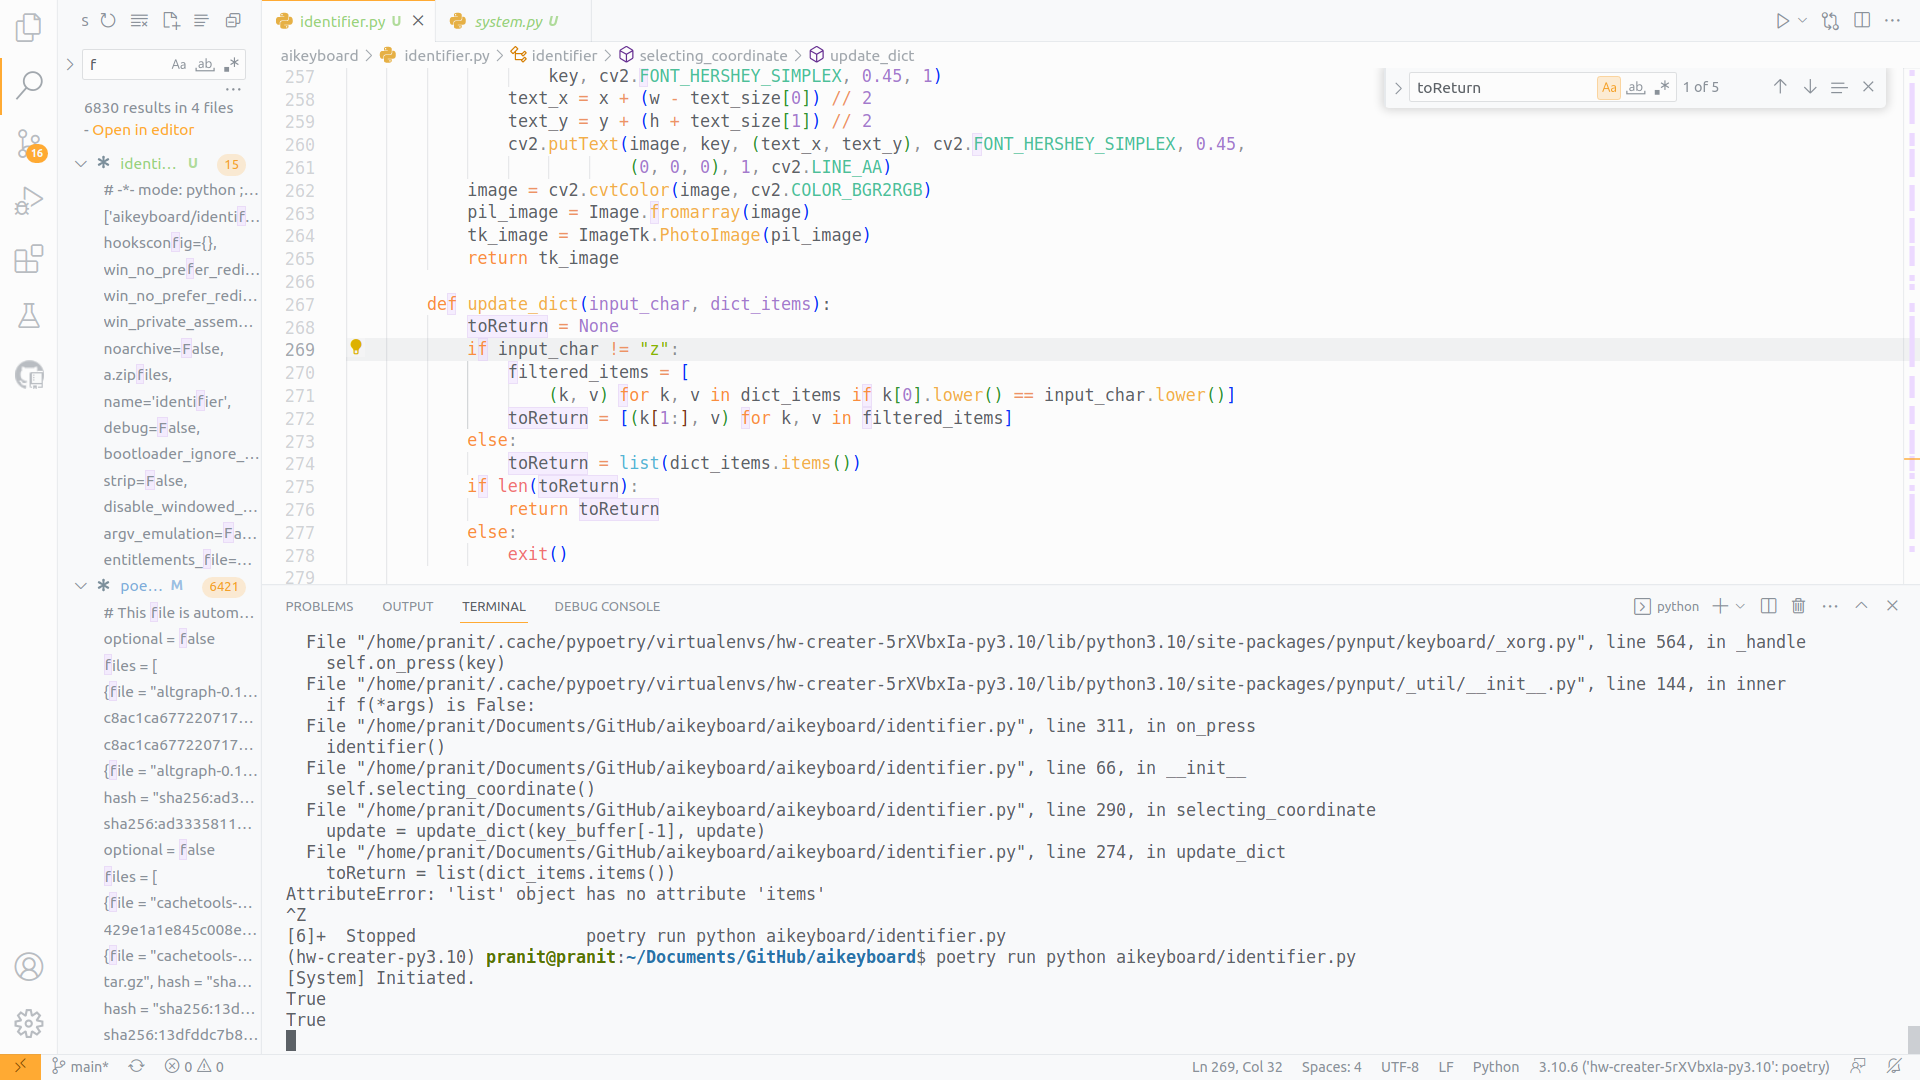 s
f
Aa ab
...
6830 results in 4 files
- Open in editor
identi... U 15
# -*- mode: python ;...
['aikeyboard/identif...
hooksconfig={},
win_no_prefer_redi...
win_no_prefer_redi...
win_private_assem...
noarchive=False,
a.zipfiles,
name='identifier',
debug=False,
bootloader_ignore_...
strip=False,
disable_windowed_...
argv_emulation=Fa...
entitlements_file=...
poe... M 6421
# This file is autom...
optional = false
files = [
{file = "altgraph-0.1...
c8ac1ca677220717...
c8ac1ca677220717...
{file = "altgraph-0.1...
hash = "sha256:ad3...
sha256:ad3335811...
optional = false
files = [
{file = "cachetools-...
429e1a1e845c008e...
{file = "cachetools-...
tar.gz", hash = "sha...
hash = "sha256:13d...
sha256:13dfddc7b8...
16
identifier.py U
system.py U
aikeyboard > identifier.py > identifier > selecting_coordinate > update_dict
toReturn Aa ab 1 of 5
257 key, cv2.FONT_HERSHEY_SIMPLEX, 0.45, 1)
258 text_x = x + (w - text_size[0]) // 2
259 text_y = y + (h + text_size[1]) // 2
260 cv2.putText(image, key, (text_x, text_y), cv2.FONT_HERSHEY_SIMPLEX, 0.45,
261 (0, 0, 0), 1, cv2.LINE_AA)
262 image = cv2.cvtColor(image, cv2.COLOR_BGR2RGB)
263 pil_image = Image.fromarray(image)
264 tk_image = ImageTk.PhotoImage(pil_image)
265 return tk_image
266
267 def update_dict(input_char, dict_items):
268 toReturn = None
269 if input_char != "z":
270 filtered_items = [
271 (k, v) for k, v in dict_items if k[0].lower() == input_char.lower()]
272 toReturn = [(k[1:], v) for k, v in filtered_items]
273 else:
274 toReturn = list(dict_items.items())
275 if len(toReturn):
276 return toReturn
277 else:
278 exit()
279
PROBLEMS OUTPUT TERMINAL DEBUG CONSOLE
python
File "/home/pranit/.cache/pypoetry/virtualenvs/hw-creater-5rXVbxIa-py3.10/lib/python3.10/site-packages/pynput/keyboard/_xorg.py", line 564, in _handle
self.on_press(key)
File "/home/pranit/.cache/pypoetry/virtualenvs/hw-creater-5rXVbxIa-py3.10/lib/python3.10/site-packages/pynput/_util/__init__.py", line 144, in inner
if f(*args) is False:
File "/home/pranit/Documents/GitHub/aikeyboard/aikeyboard/identifier.py", line 311, in on_press
identifier()
File "/home/pranit/Documents/GitHub/aikeyboard/aikeyboard/identifier.py", line 66, in __init__
self.selecting_coordinate()
File "/home/pranit/Documents/GitHub/aikeyboard/aikeyboard/identifier.py", line 290, in selecting_coordinate
update = update_dict(key_buffer[-1], update)
File "/home/pranit/Documents/GitHub/aikeyboard/aikeyboard/identifier.py", line 274, in update_dict
toReturn = list(dict_items.items())
AttributeError: 'list' object has no attribute 'items'
^Z
[6]+ Stopped poetry run python aikeyboard/identifier.py
(hw-creater-py3.10) pranit@pranit:~/Documents/GitHub/aikeyboard$ poetry run python aikeyboard/identifier.py
[System] Initiated.
True
True
main* 0 0 Ln 269, Col 32 Spaces: 4 UTF-8 LF Python 3.10.6 ('hw-creater-5rXVbxIa-py3.10': poetry)